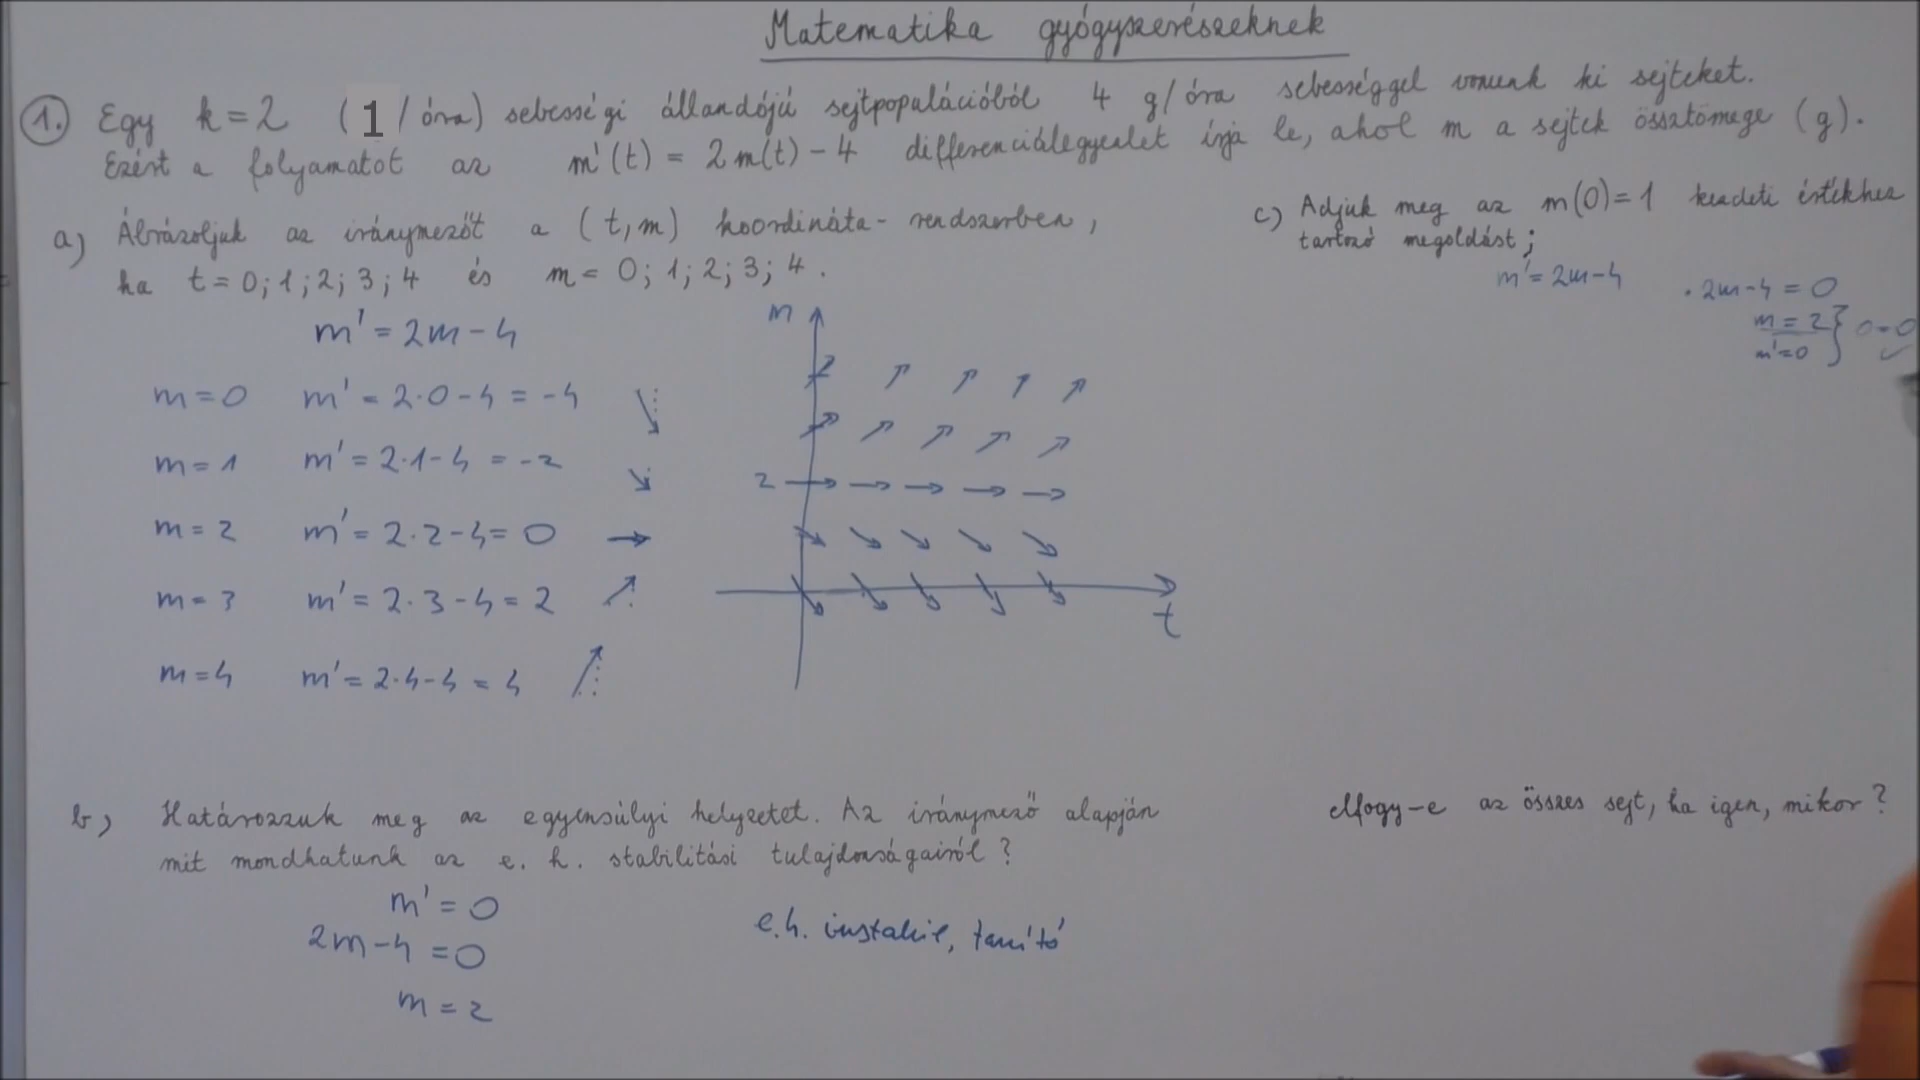 Matematika gyógyszerészeknek
1. Egy k=2 (1/óra) sebességi állandójú sejtpopulációból 4 g/óra sebességgel vonunk ki sejteket.
Ezért a folyamatot az m'(t) = 2m(t) - 4 differenciálegyenlet írja le, ahol m a sejtek össztömege (g).
a) Ábrázoljuk az iránymezőt a (t,m) koordináta-rendszerben,
ha t = 0; 1; 2; 3; 4 és m = 0; 1; 2; 3; 4.
m' = 2m - 4
m = 0 m' = 2·0 - 4 = -4
m = 1 m' = 2·1 - 4 = -2
m = 2 m' = 2·2 - 4 = 0
m = 3 m' = 2·3 - 4 = 2
m = 4 m' = 2·4 - 4 = 4
m
2
t
b) Határozzuk meg az egyensúlyi helyzetet. Az iránymező alapján
mit mondhatunk az e. h. stabilitási tulajdonságairól?
m' = 0
2m - 4 = 0
m = 2
e.h. instabil, taszító
c) Adjuk meg az m(0) = 1 kezdeti értékhez
tartozó megoldást;
m' = 2m - 4
· 2m - 4 = 0
m = 2 } 0 = 0 ✓
m' = 0
elfogy-e az összes sejt, ha igen, mikor?